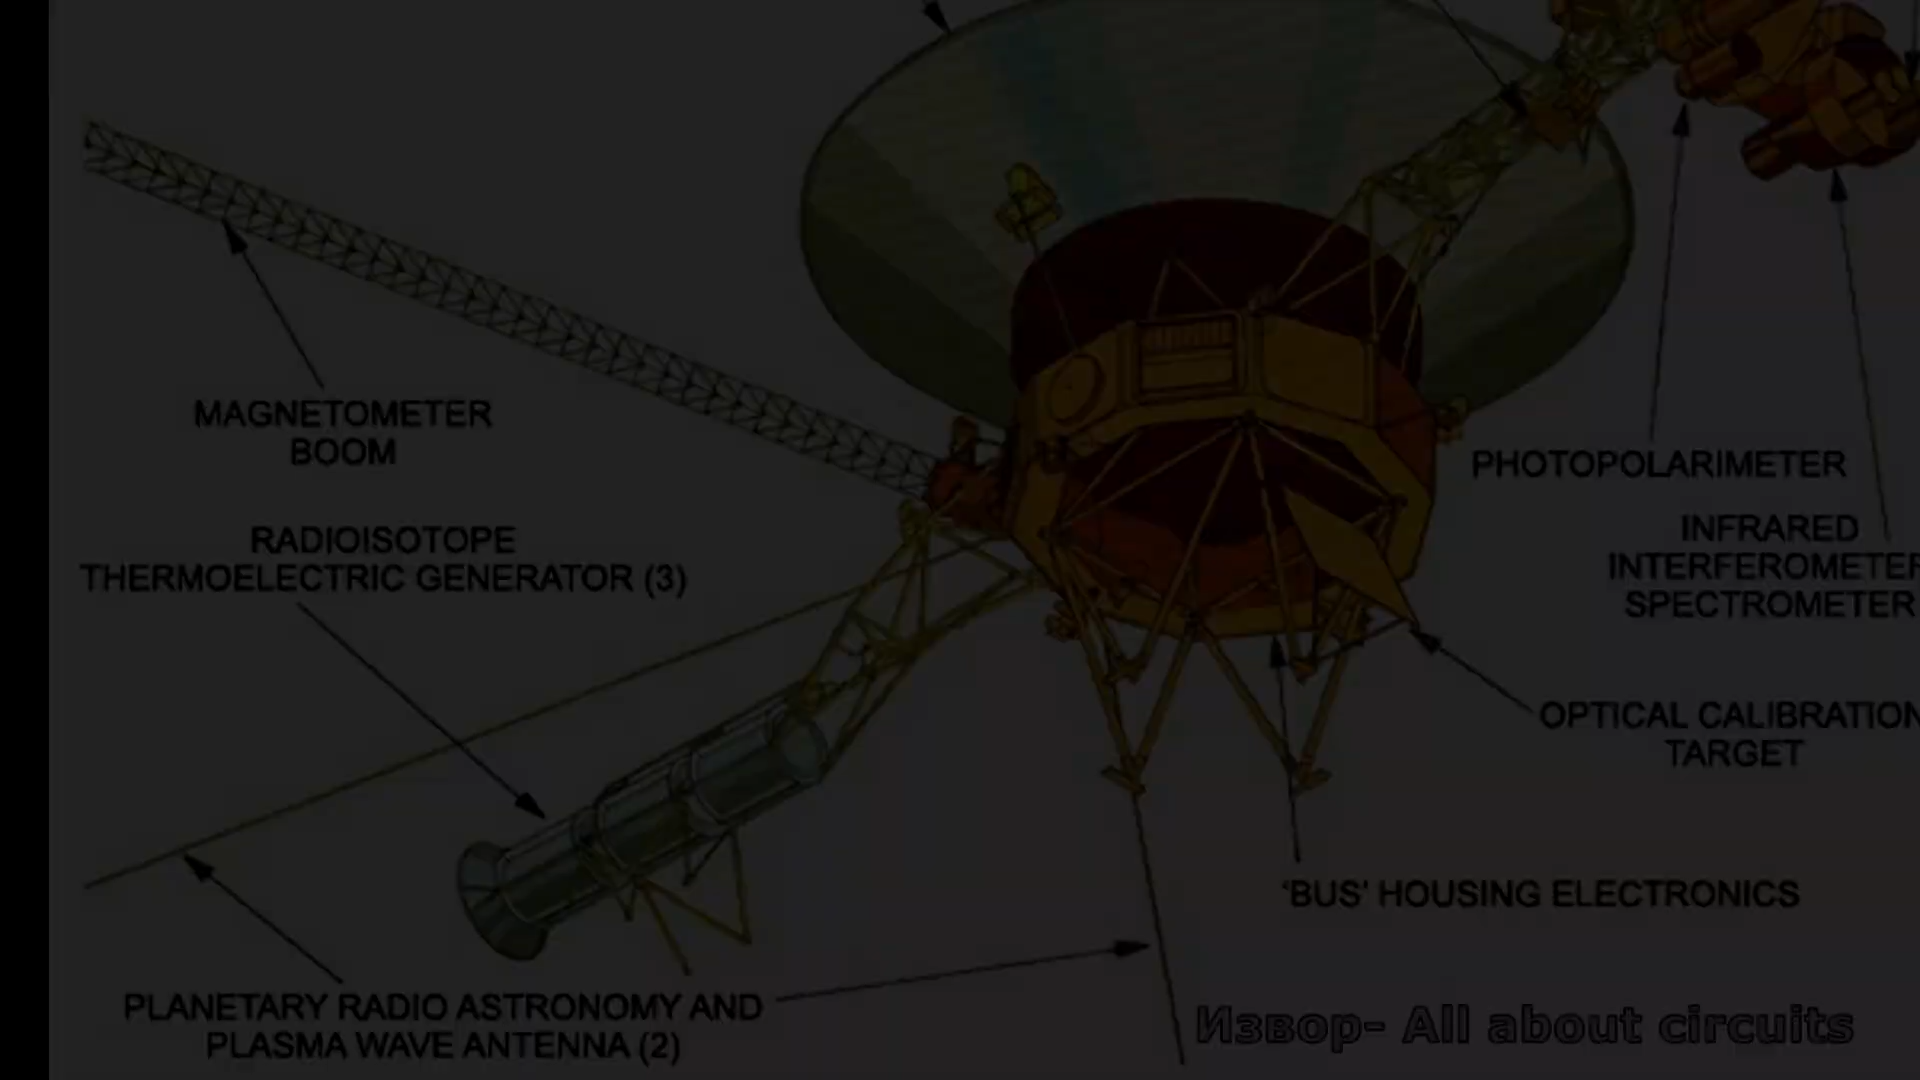 MAGNETOMETER
BOOM
RADIOISOTOPE
THERMOELECTRIC GENERATOR (3)
PHOTOPOLARIMETER
INFRARED
INTERFEROMETER
SPECTROMETER
OPTICAL CALIBRATION
TARGET
'BUS' HOUSING ELECTRONICS
PLANETARY RADIO ASTRONOMY AND
PLASMA WAVE ANTENNA (2)
Извор- All about circuits